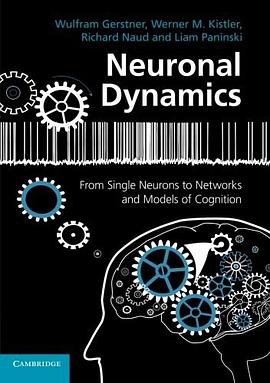 Wulfram Gerstner, Werner M. Kistler,
Richard Naud and Liam Paninski
Neuronal
Dynamics
From Single Neurons to Networks
and Models of Cognition
CAMBRIDGE